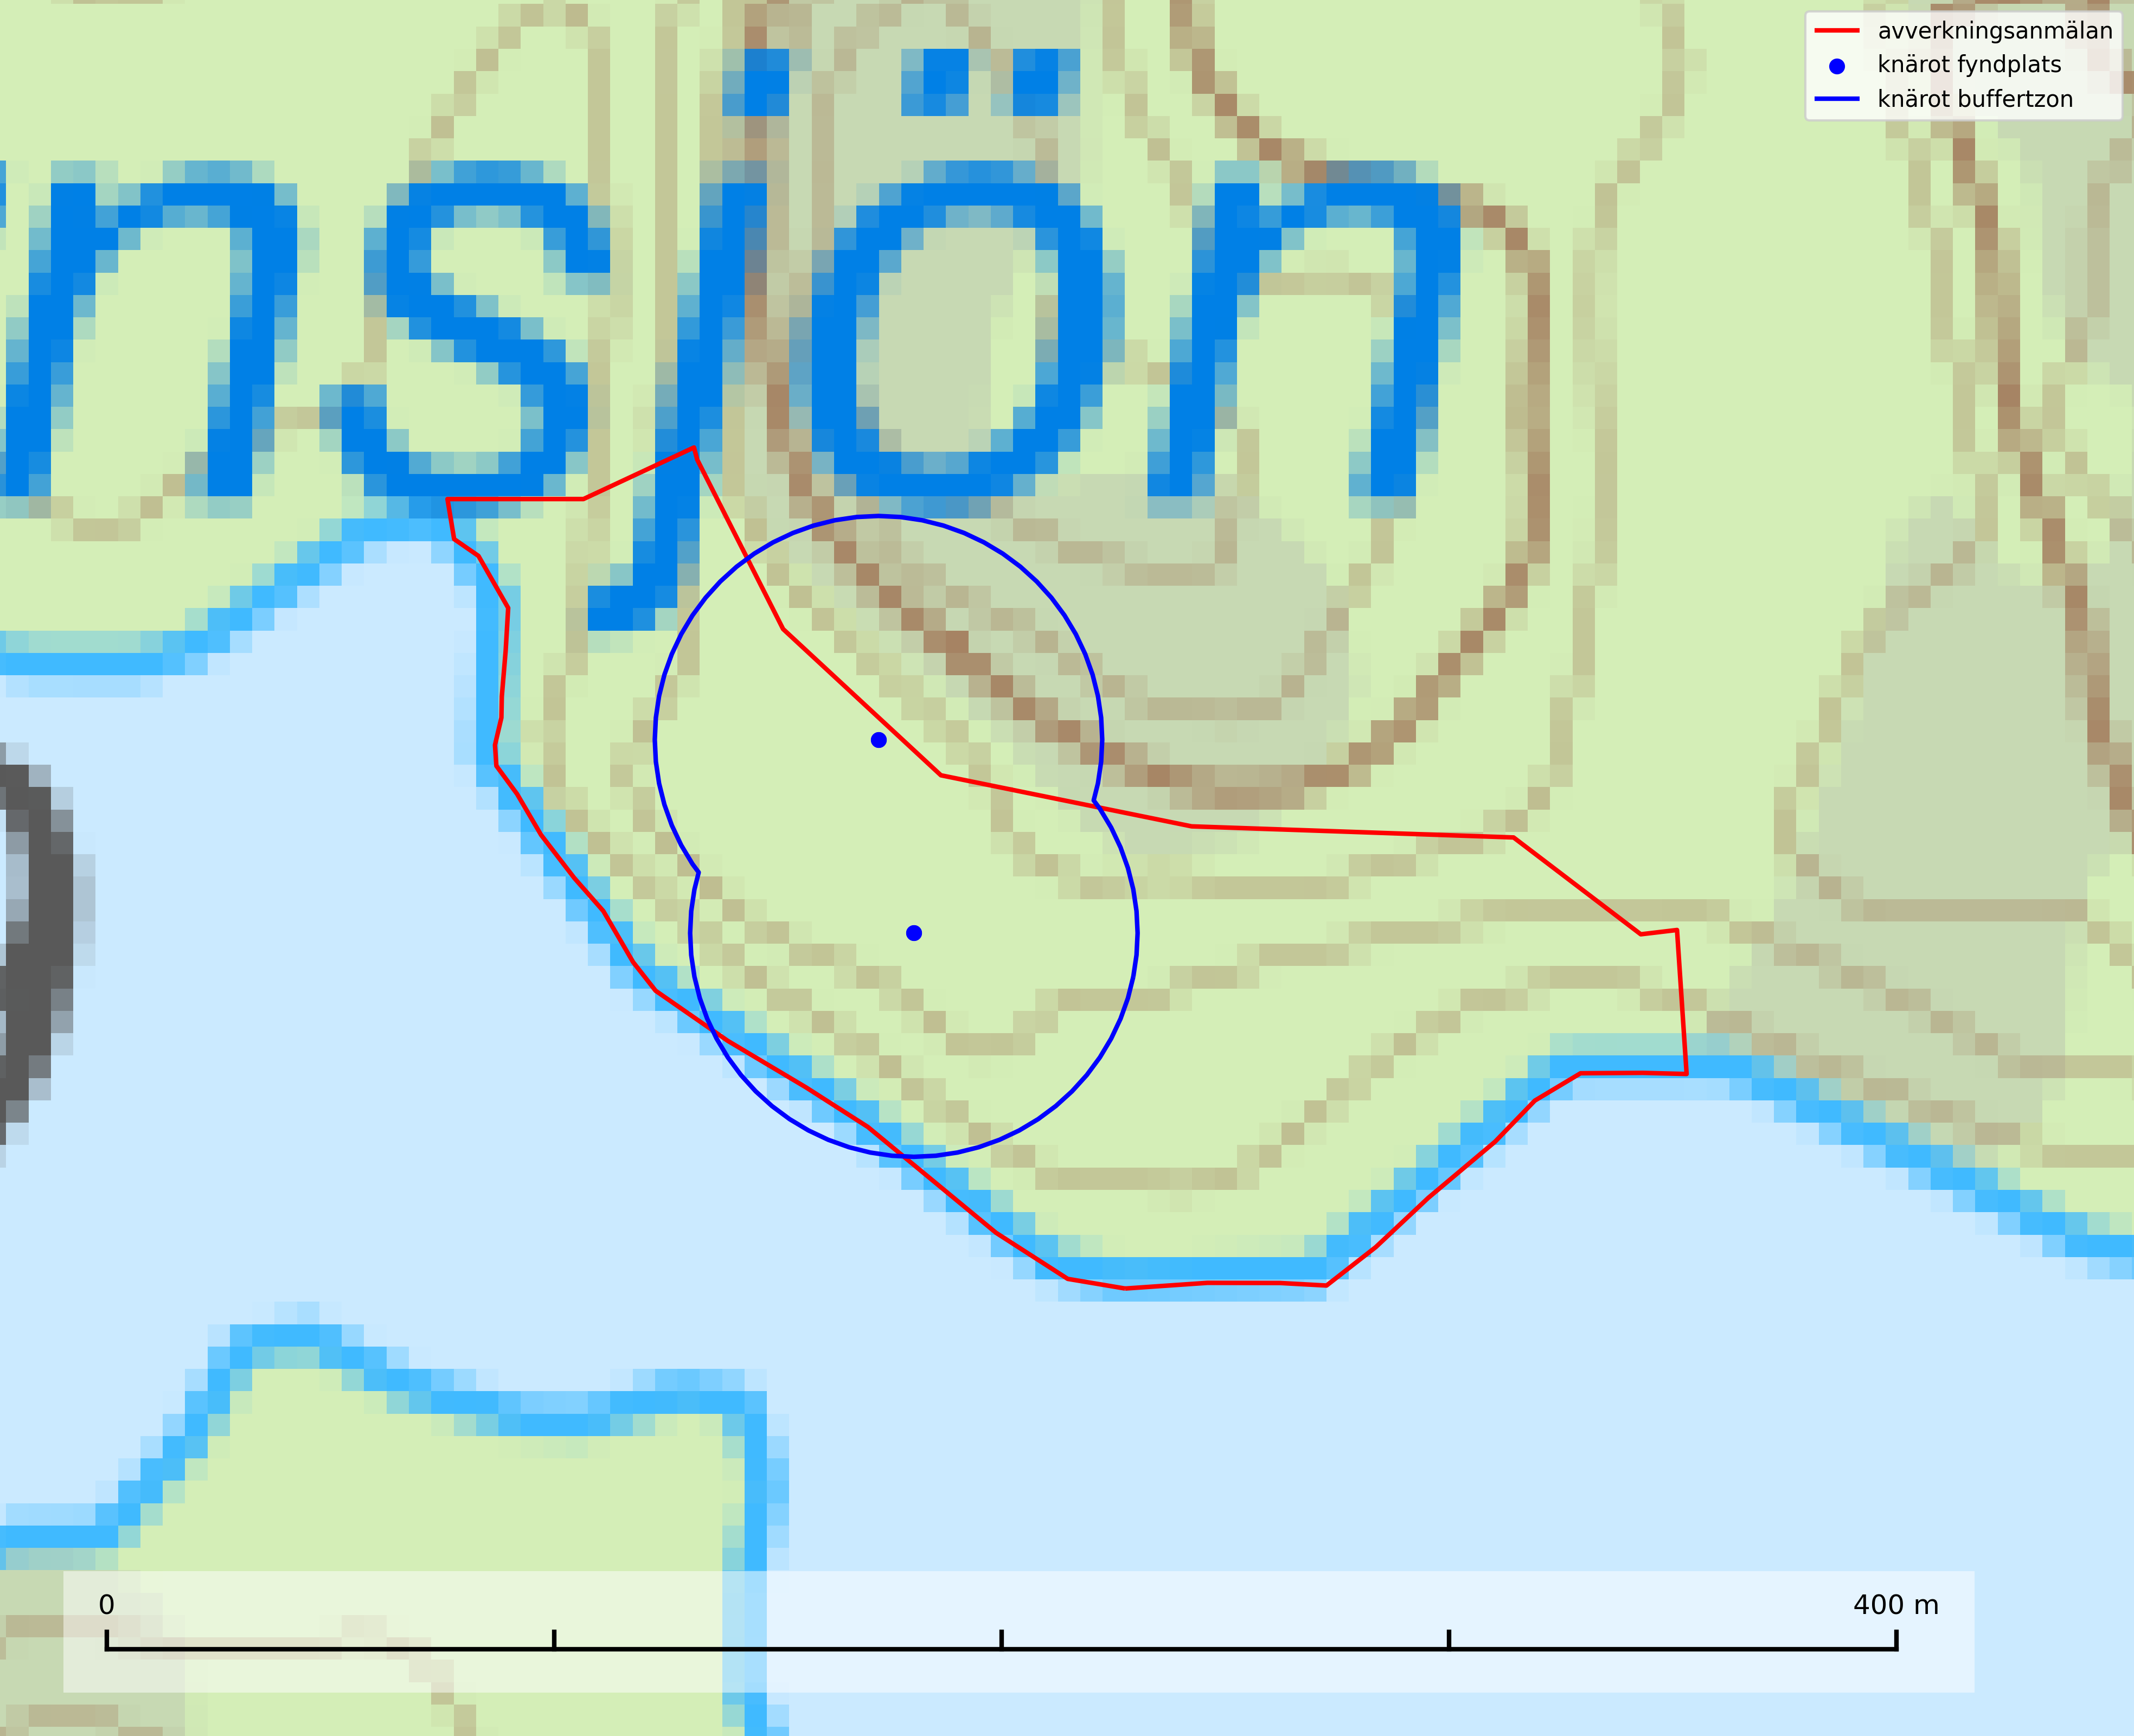 avverkningsanmälan
knärot fyndplats
knärot buffertzon
nsjön
0 400 m